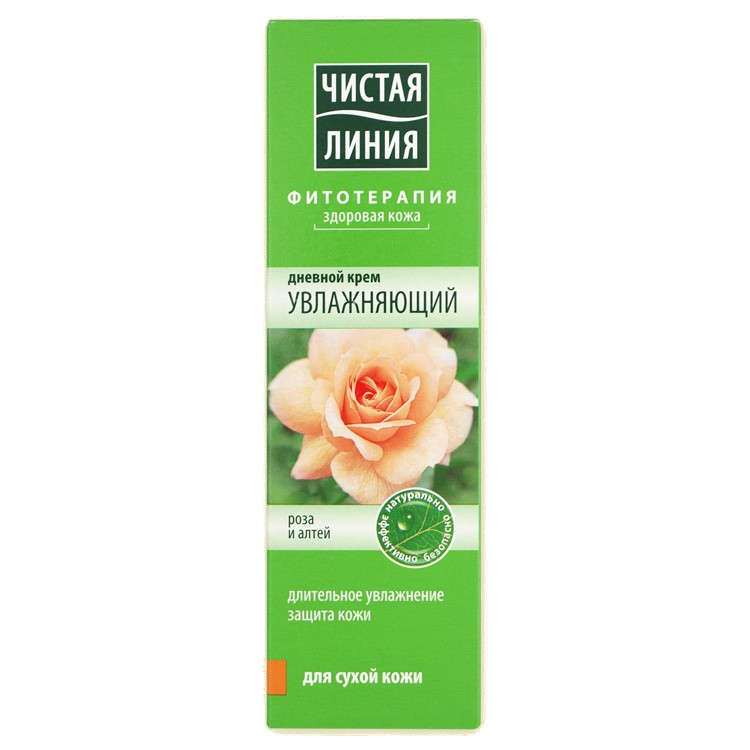 ЧИСТАЯ
ЛИНИЯ
ФИТОТЕРАПИЯ
здоровая кожа
дневной крем
УВЛАЖНЯЮЩИЙ
роза
и алтей
натурально
эффективно безопасно
длительное увлажнение
защита кожи
для сухой кожи